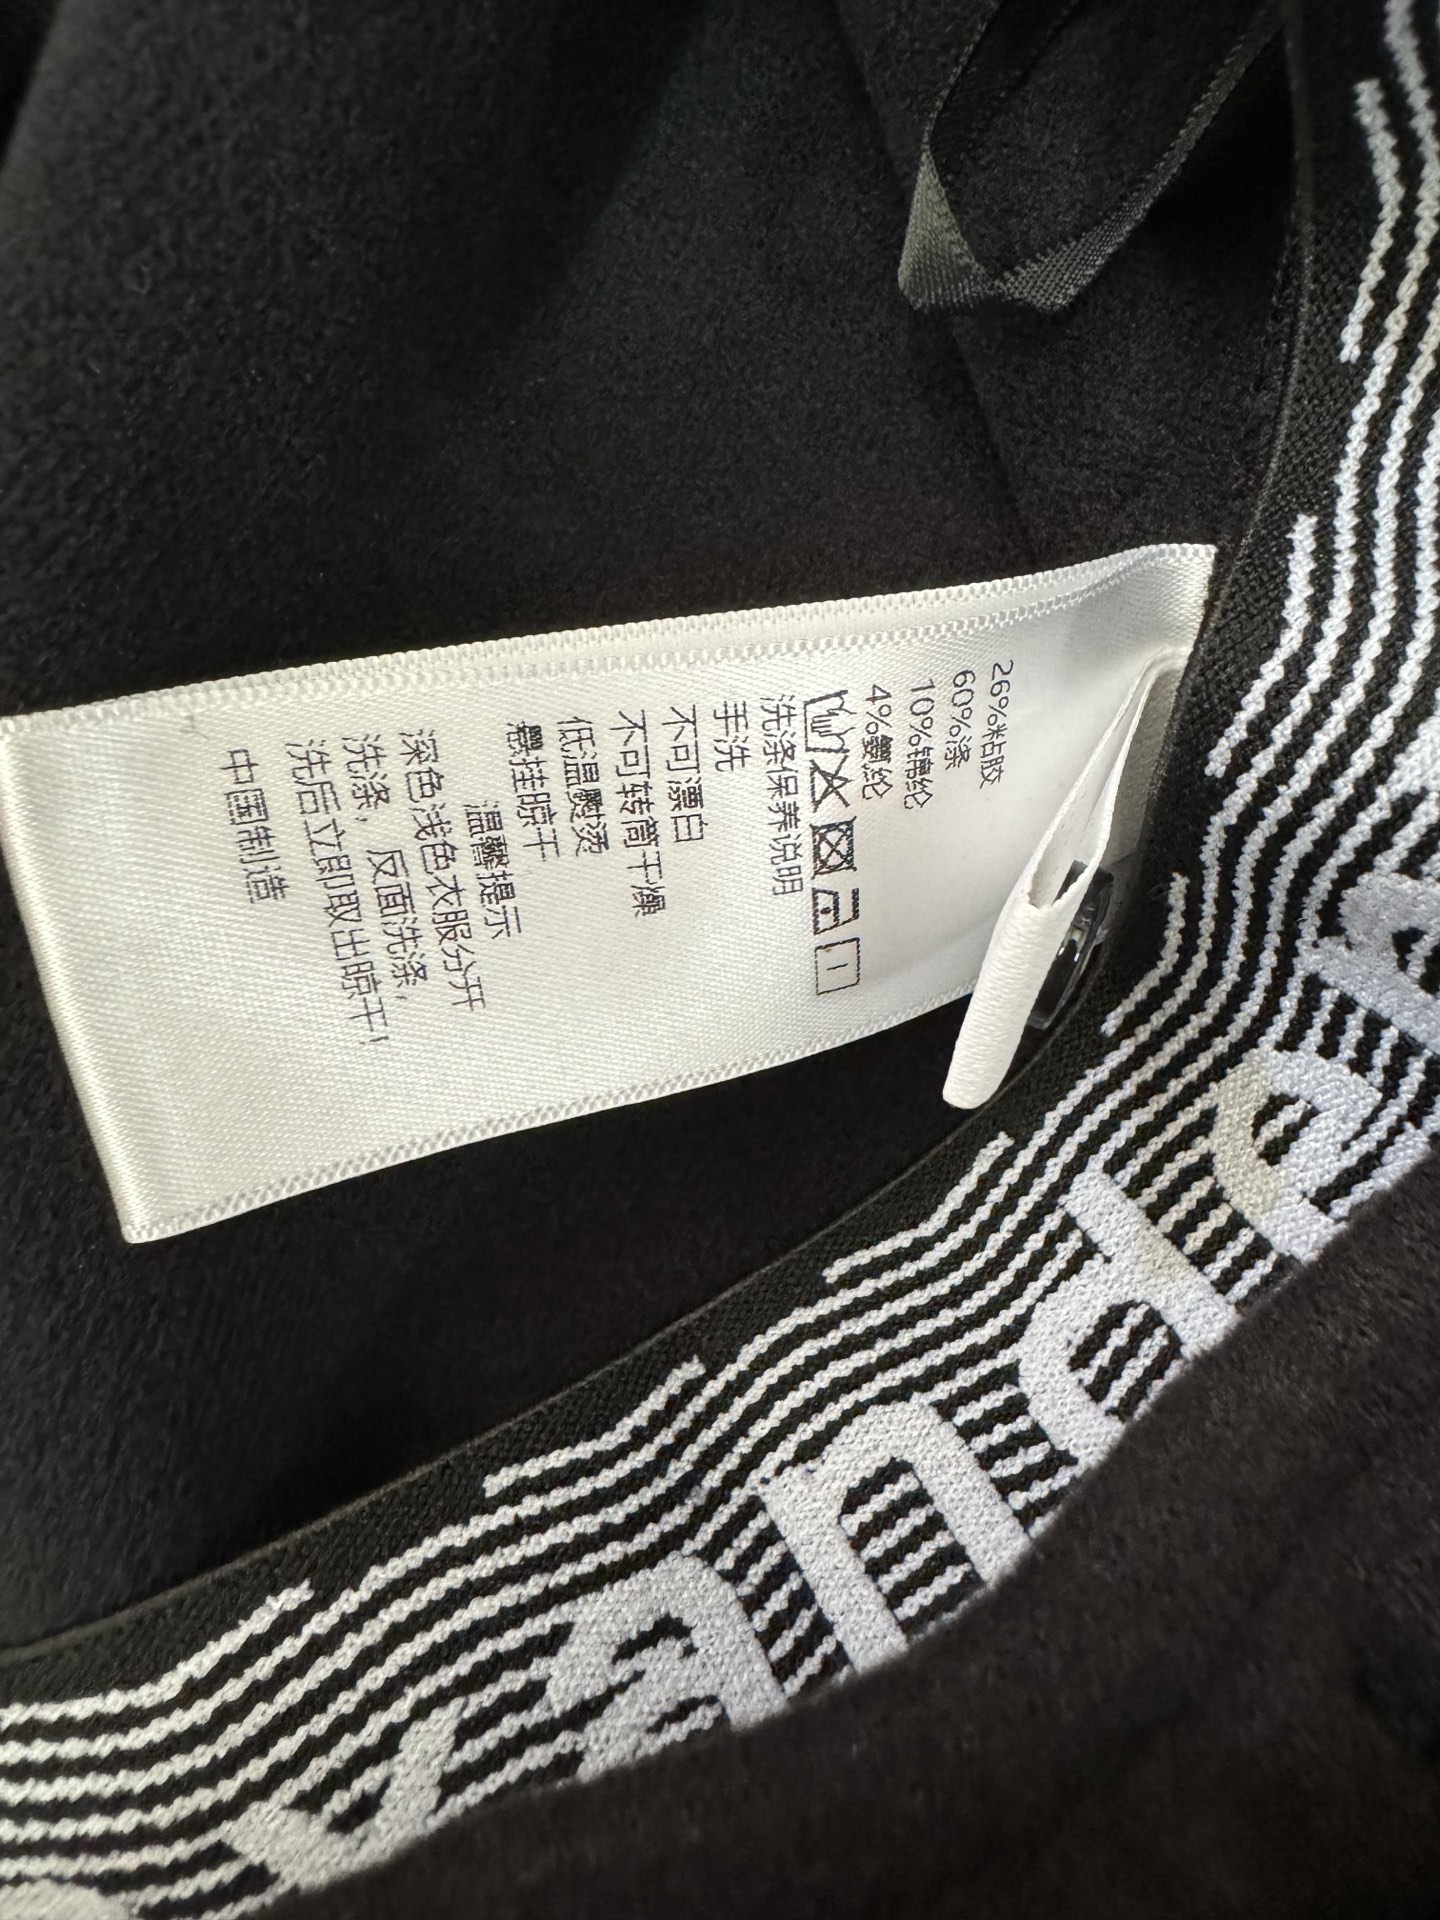 26%粘胶
60%涤
10%锦纶
4%氨纶
洗涤保养说明
手洗
不可漂白
不可转筒干燥
低温熨烫
悬挂晾干
温馨提示
深色浅色衣服分开
洗涤，反面洗涤，
洗后立即取出晾干！
中国制造